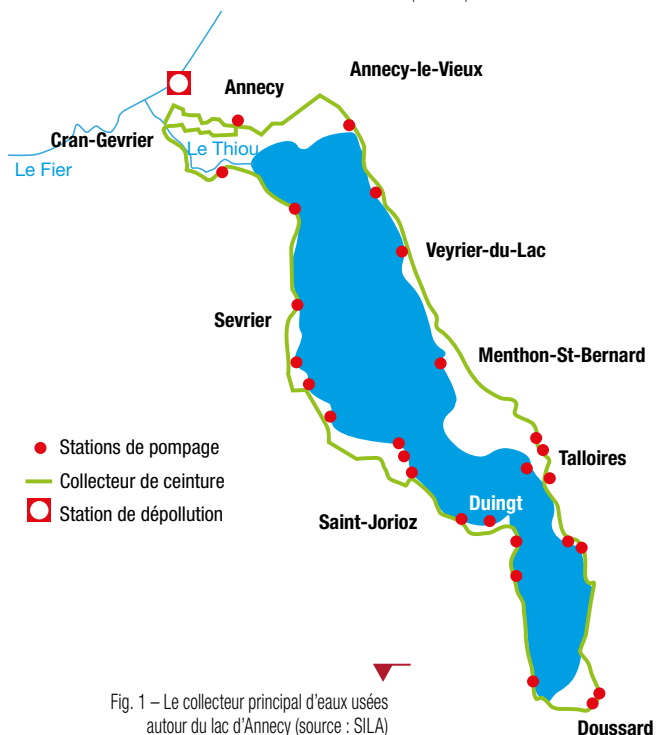 Annecy-le-Vieux
Annecy
Cran-Gevrier
Le Thiou
Le Fier
Veyrier-du-Lac
Sevrier
Menthon-St-Bernard
Stations de pompage
Talloires
Collecteur de ceinture
Duingt
Station de dépollution
Saint-Jorioz
Fig. 1 – Le collecteur principal d'eaux usées
autour du lac d'Annecy (source : SILA)
Doussard